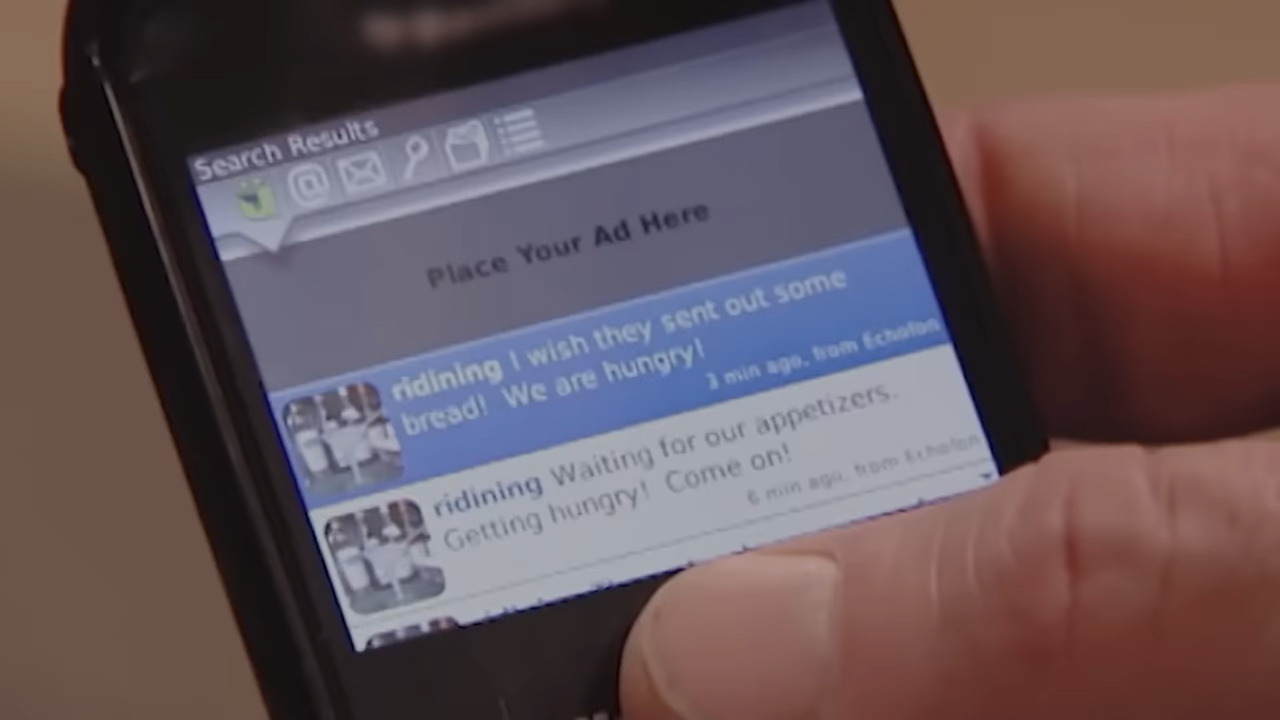 Search Results
Place Your Ad Here
ridining I wish they sent out some
bread! We are hungry!
3 min ago, from Echofon
ridining Waiting for our appetizers.
Getting hungry! Come on!
6 min ago, from Echofon